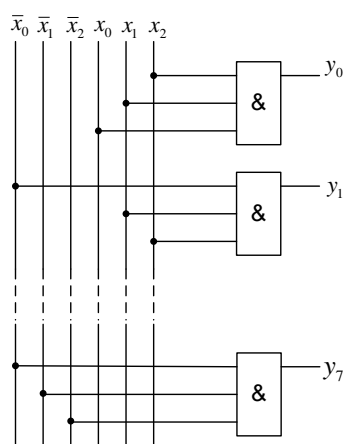 x̅₀ x̅₁ x̅₂ x₀ x₁ x₂
y₀
&
y₁
&
y₇
&